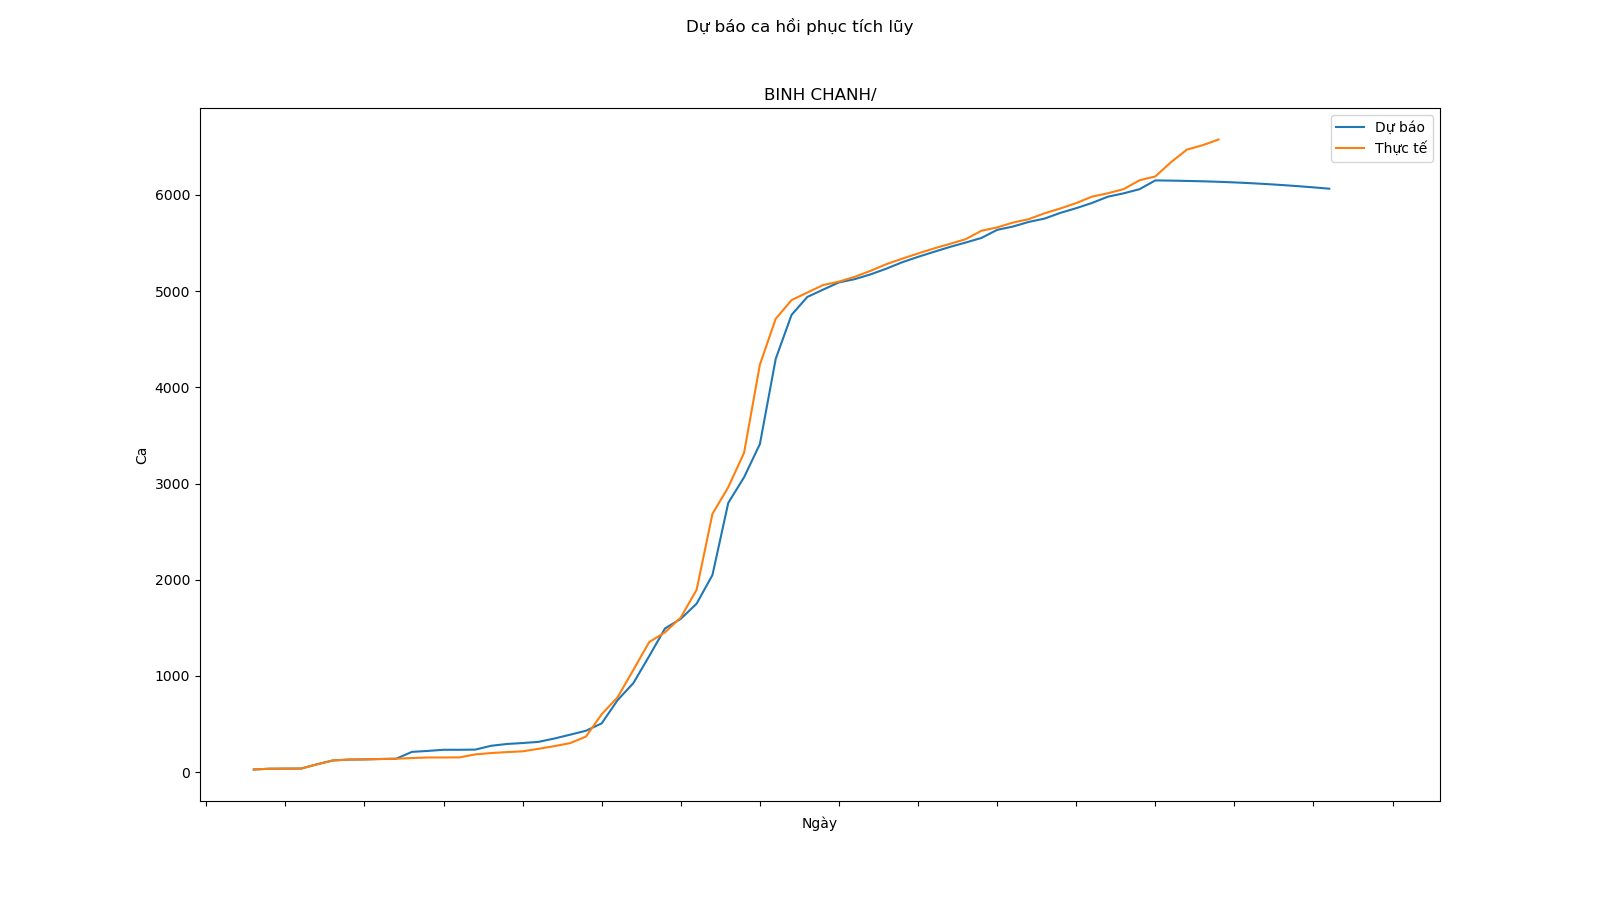 Dự báo ca hồi phục tích lũy
BINH CHANH/
Dự báo
Thực tế
6000
5000
4000
3000
2000
1000
0
Ca
Ngày